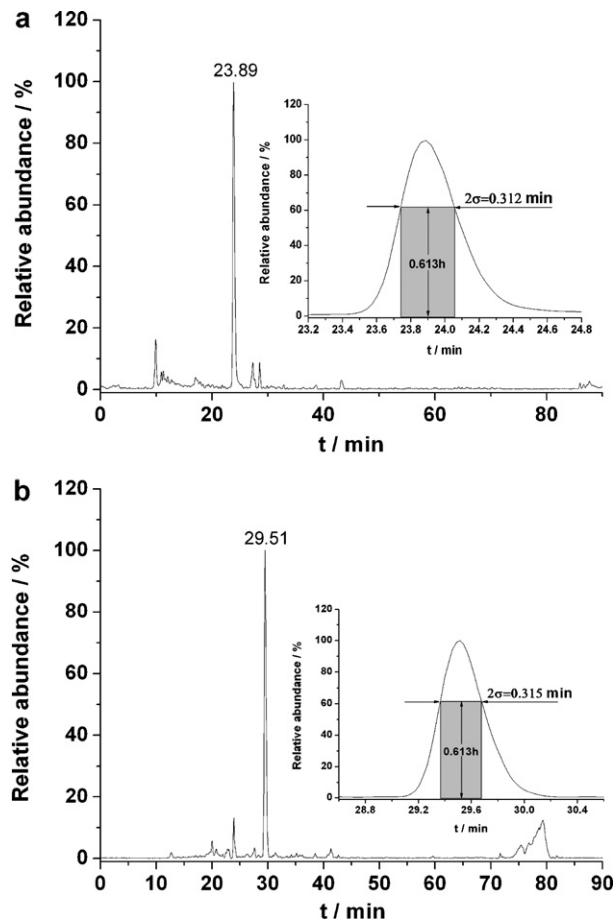 a
120
100
80
60
40
20
0
Relative abundance / %
23.89
0 20 40 60 80
t / min
120
100
80
60
40
20
0
Relative abundance / %
2σ=0.312 min
0.613h
23.2 23.4 23.6 23.8 24.0 24.2 24.4 24.6 24.8
t / min
b
120
100
80
60
40
20
0
Relative abundance / %
29.51
0 10 20 30 40 50 60 70 80 90
t / min
120
100
80
60
40
20
0
Relative abundance / %
2σ=0.315 min
0.613h
28.8 29.2 29.6 30.0 30.4
t / min